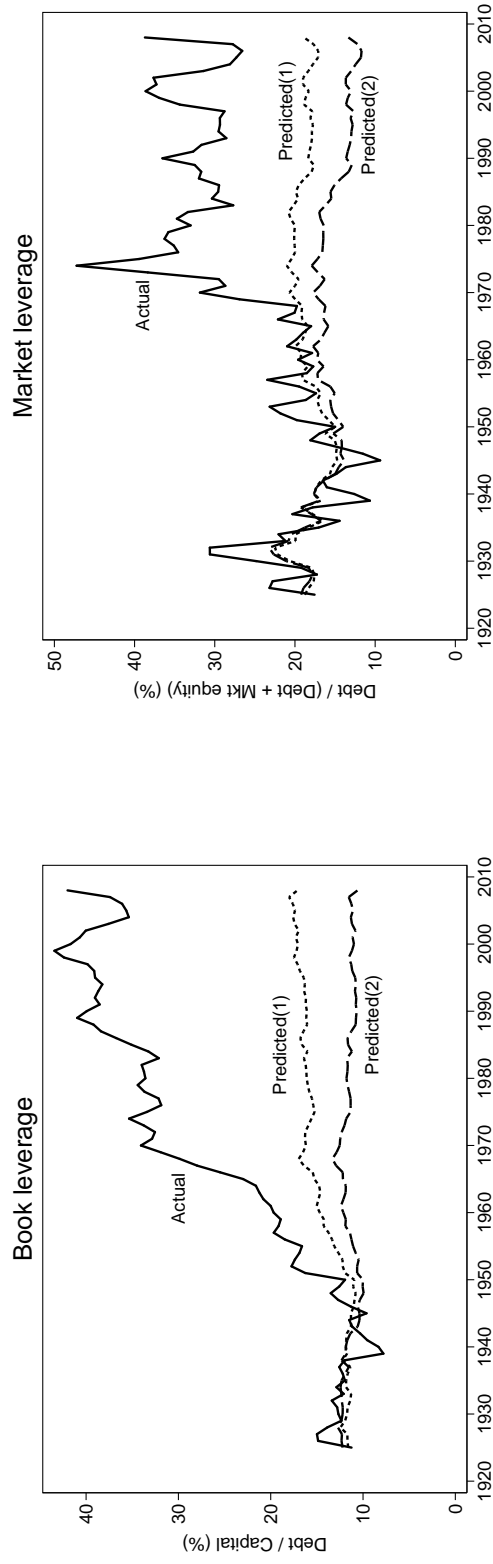 Book leverage
Debt / Capital (%)
40
30
20
10
0
Actual
Predicted(1)
Predicted(2)
1920 1930 1940 1950 1960 1970 1980 1990 2000 2010
Market leverage
Debt / (Debt + Mkt equity) (%)
50
40
30
20
10
0
Actual
Predicted(1)
Predicted(2)
1920 1930 1940 1950 1960 1970 1980 1990 2000 2010